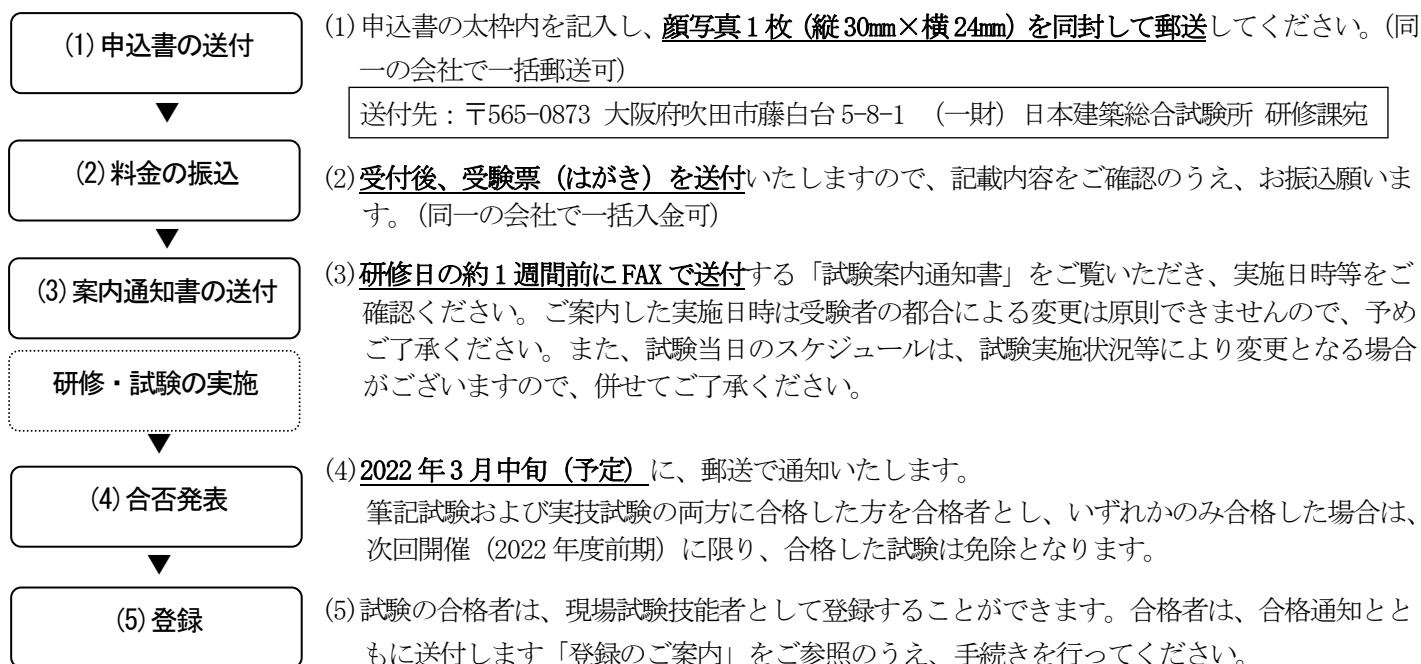 (1)申込書の送付
(1)申込書の太枠内を記入し、顔写真1枚(縦30mm×横24mm)を同封して郵送してください。(同
一の会社で一括郵送可)
送付先:〒565-0873 大阪府吹田市藤白台5-8-1 (一財)日本建築総合試験所 研修課宛
▼
(2)料金の振込
(2)受付後、受験票(はがき)を送付いたしますので、記載内容をご確認のうえ、お振込願いま
す。(同一の会社で一括入金可)
▼
(3)案内通知書の送付
(3)研修日の約1週間前にFAXで送付する「試験案内通知書」をご覧いただき、実施日時等をご
確認ください。ご案内した実施日時は受験者の都合による変更は原則できませんので、予め
ご了承ください。また、試験当日のスケジュールは、試験実施状況等により変更となる場合
がございますので、併せてご了承ください。
研修・試験の実施
▼
(4)合否発表
(4)2022年3月中旬(予定)に、郵送で通知いたします。
筆記試験および実技試験の両方に合格した方を合格者とし、いずれかのみ合格した場合は、
次回開催(2022年度前期)に限り、合格した試験は免除となります。
▼
(5)登録
(5)試験の合格者は、現場試験技能者として登録することができます。合格者は、合格通知とと
もに送付します「登録のご案内」をご参照のうえ、手続きを行ってください。